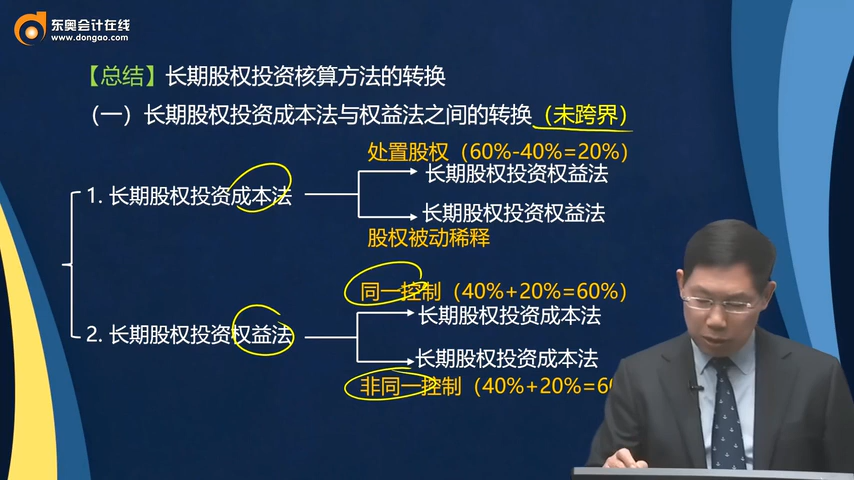 东奥会计在线
www.dongao.com
【总结】长期股权投资核算方法的转换
（一）长期股权投资成本法与权益法之间的转换（未跨界）
处置股权（60%-40%=20%）
长期股权投资权益法
1. 长期股权投资成本法
长期股权投资权益法
股权被动稀释
同一控制（40%+20%=60%）
长期股权投资成本法
2. 长期股权投资权益法
长期股权投资成本法
非同一控制（40%+20%=6